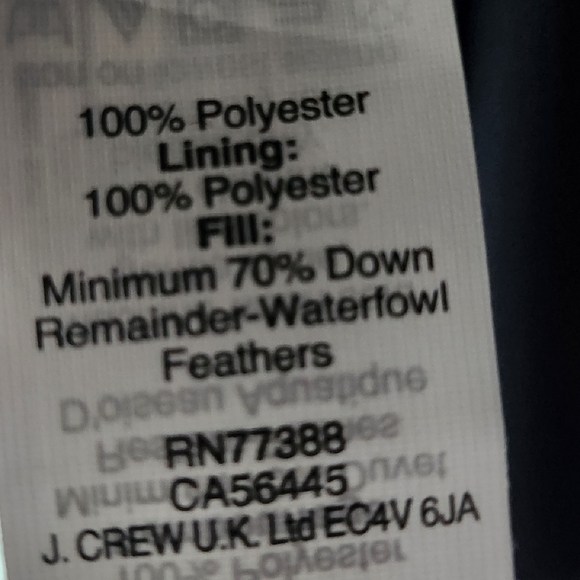 100% Polyester
Lining:
100% Polyester
Fill:
Minimum 70% Down
Remainder-Waterfowl
Feathers
RN77388
CA56445
J. CREW U.K. Ltd EC4V 6JA